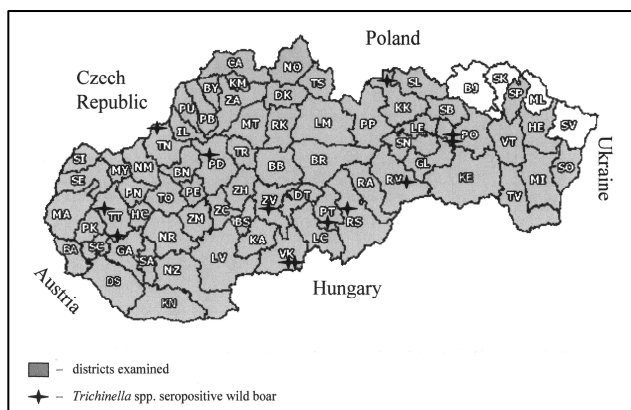 Poland
Czech
Republic
Ukraine
Austria
Hungary
CA
NO
BY
KM
TS
ZA
DK
PU
PB
IL
MT
RK
LM
PP
SL
KK
BJ
SK
SP
ML
SB
HE
SV
LE
PO
VT
SN
TN
TR
PD
BN
BB
BR
GL
SO
SI
MY
NM
SE
PN
TO
PE
ZH
ZV
DT
RA
RV
KE
MI
TV
MA
TT
HC
ZM
ZC
BS
PT
RS
PK
NR
KA
LC
SC
GA
SA
BA
NZ
LV
VK
DS
KN
– districts examined
– Trichinella spp. seropositive wild boar